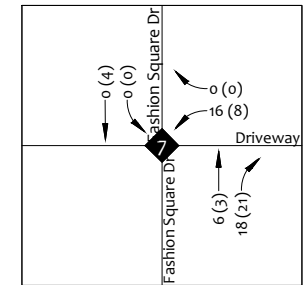 Fashion Square Dr
0 (4)
0 (0)
0 (0)
16 (8)
7
Driveway
Fashion Square Dr
6 (3)
18 (21)